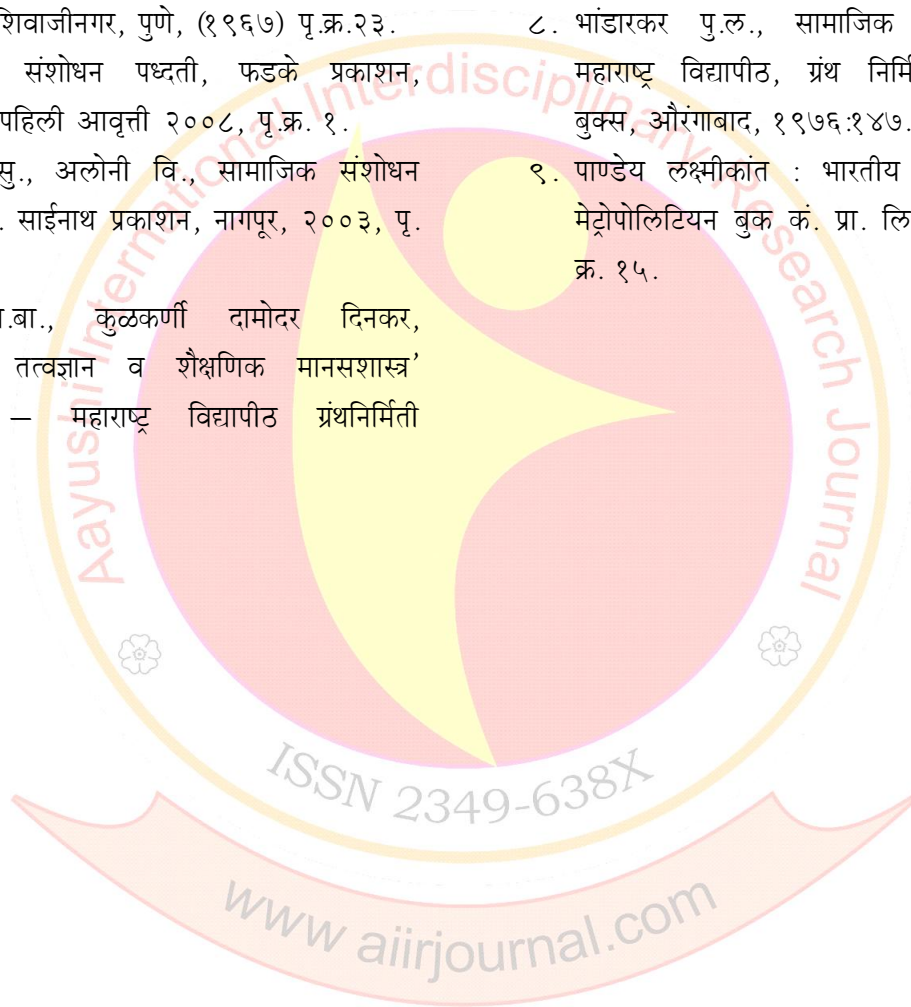 शिवाजीनगर, पुणे, (१९६७) पृ.क्र.२३.
संशोधन पध्दती, फडके प्रकाशन,
पहिली आवृत्ती २००८, पृ.क्र. १.
सु., अलोनी वि., सामाजिक संशोधन
. साईनाथ प्रकाशन, नागपूर, २००३, पृ.
.बा., कुळकर्णी दामोदर दिनकर,
तत्वज्ञान व शैक्षणिक मानसशास्त्र’
– महाराष्ट्र विद्यापीठ ग्रंथनिर्मिती
८. भांडारकर पु.ल., सामाजिक
महाराष्ट्र विद्यापीठ, ग्रंथ
बुक्स, औरंगाबाद, १९७६:१४७.
९. पाण्डेय लक्ष्मीकांत : भारतीय
मेट्रोपोलिटियन बुक कं. प्रा. लि
क्र. १५.
Aayushi International Interdisciplinary Research Journal
ISSN 2349-638X
www aiirjournal.com